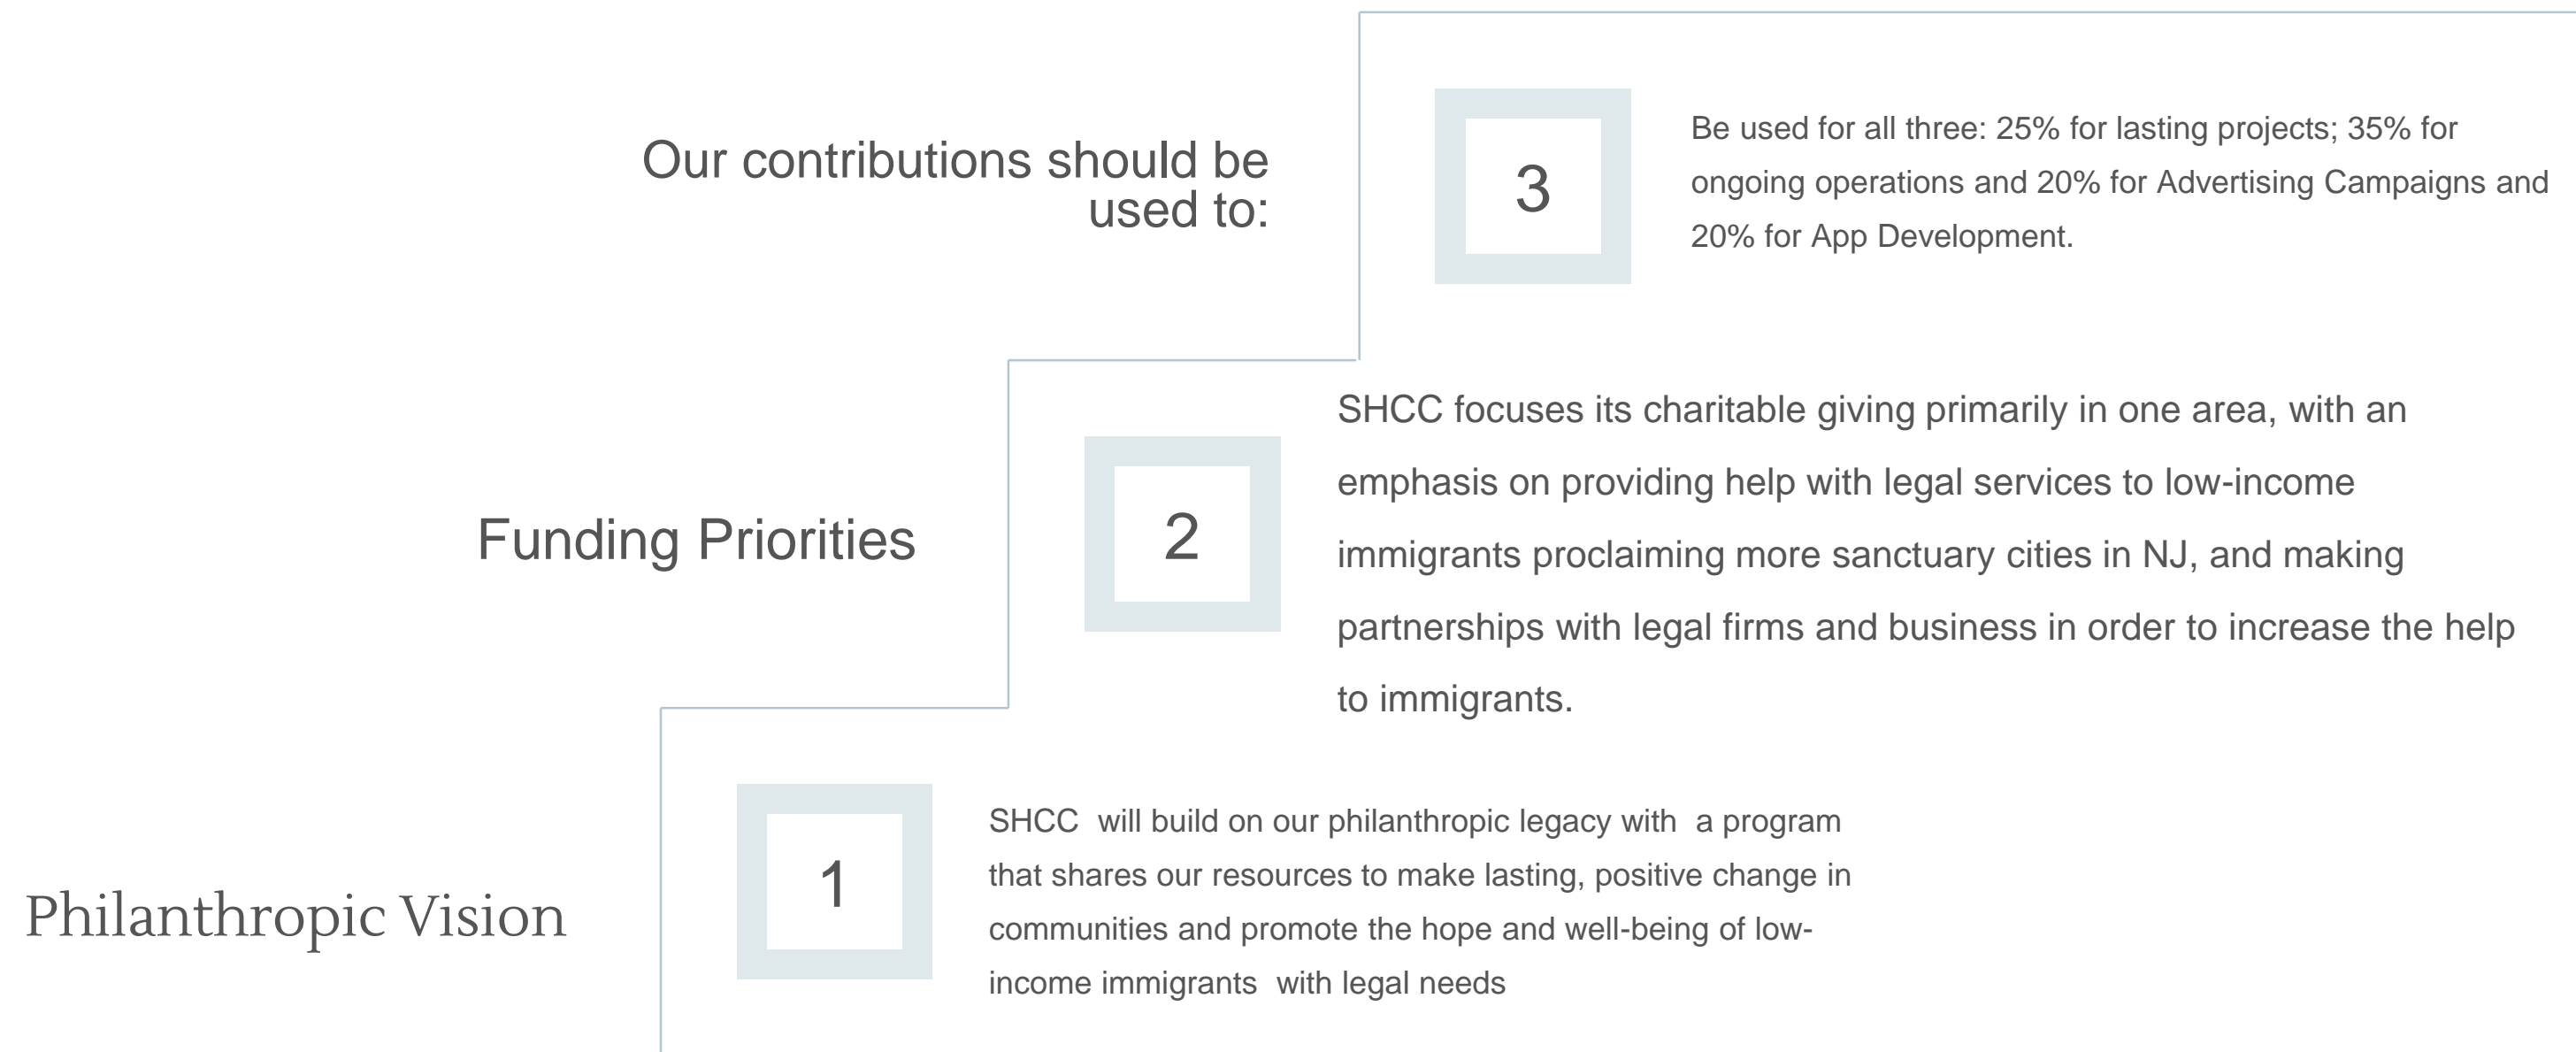 Our contributions should be
used to:
3
Be used for all three: 25% for lasting projects; 35% for
ongoing operations and 20% for Advertising Campaigns and
20% for App Development.
Funding Priorities
2
SHCC focuses its charitable giving primarily in one area, with an
emphasis on providing help with legal services to low-income
immigrants proclaiming more sanctuary cities in NJ, and making
partnerships with legal firms and business in order to increase the help
to immigrants.
Philanthropic Vision
1
SHCC  will build on our philanthropic legacy with  a program
that shares our resources to make lasting, positive change in
communities and promote the hope and well-being of low-
income immigrants  with legal needs